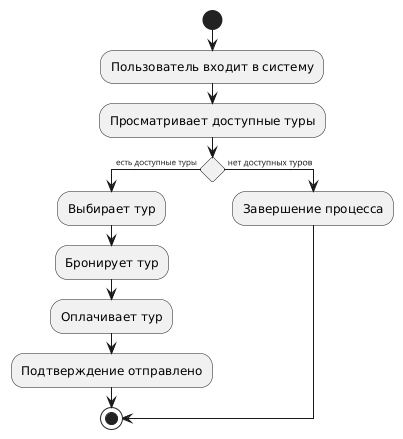 Пользователь входит в систему
Просматривает доступные туры
есть доступные туры
нет доступных туров
Выбирает тур
Завершение процесса
Бронирует тур
Оплачивает тур
Подтверждение отправлено